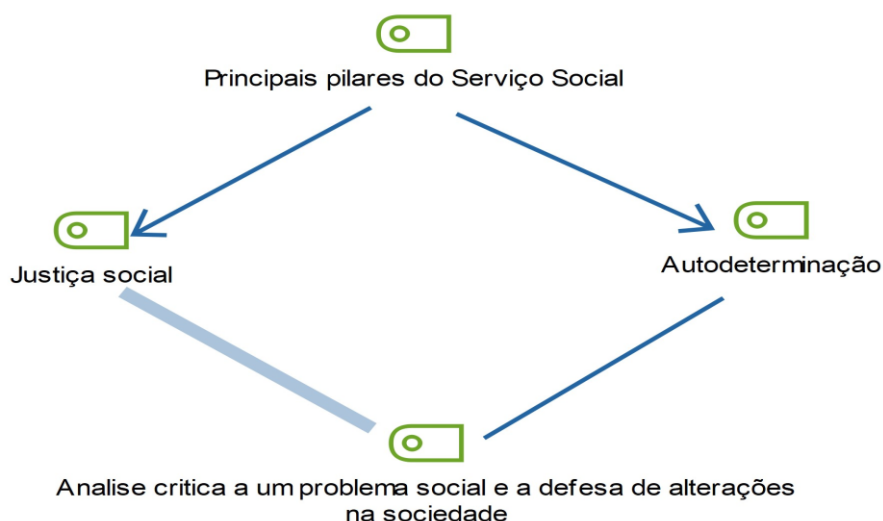 Principais pilares do Serviço Social
Justiça social
Autodeterminação
Analise critica a um problema social e a defesa de alterações
na sociedade